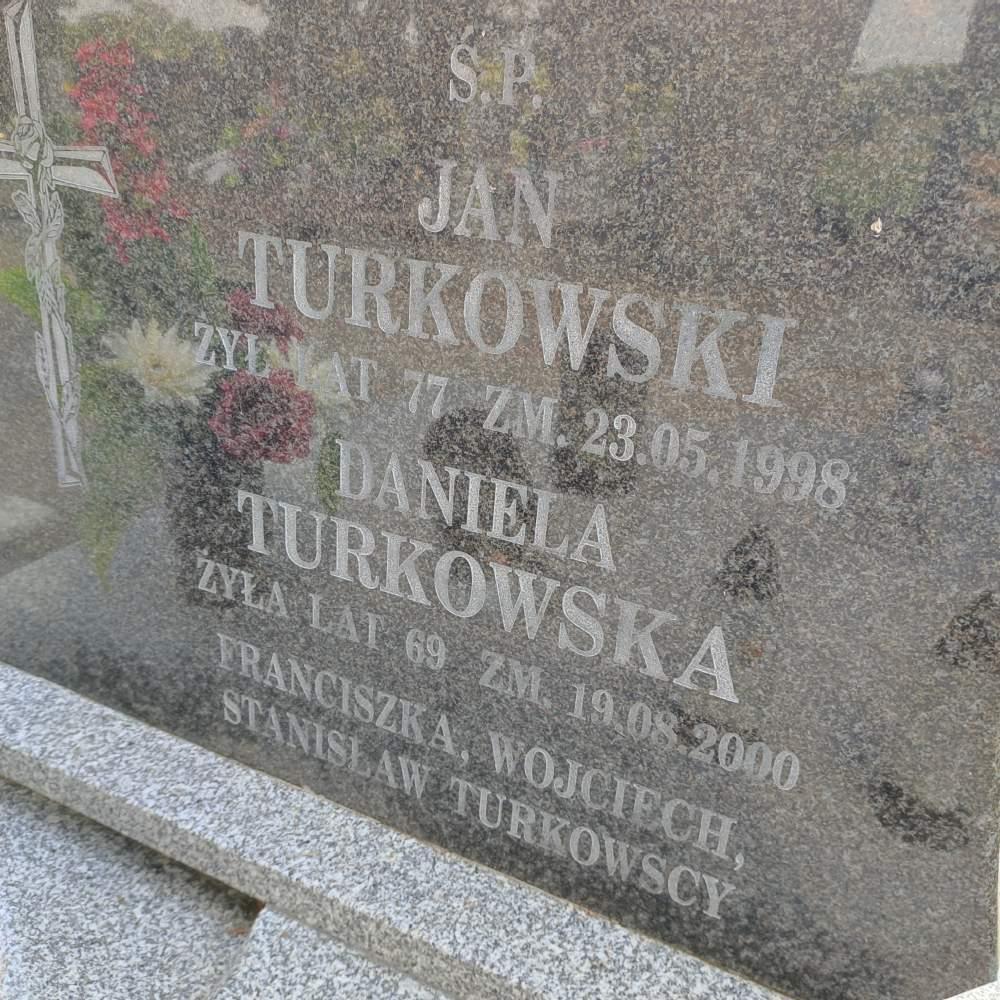 Ś.P.
JAN
TURKOWSKI
ŻYŁ LAT 77 ZM. 23.05.1998
DANIELA
TURKOWSKA
ŻYŁA LAT 69 ZM. 19.08.2000
FRANCISZKA, WOJCIECH,
STANISŁAW TURKOWSCY